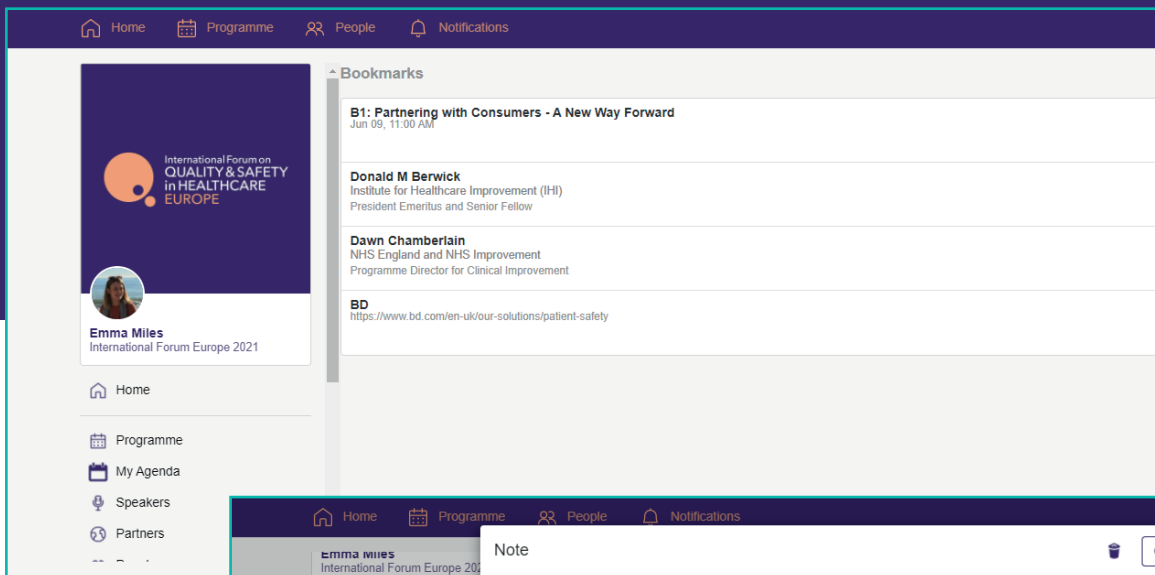 Home Programme People Notifications
International Forum on
QUALITY & SAFETY
in HEALTHCARE
EUROPE
Emma Miles
International Forum Europe 2021
Home
Programme
My Agenda
Speakers
Partners
Bookmarks
B1: Partnering with Consumers - A New Way Forward
Jun 09, 11:00 AM
Donald M Berwick
Institute for Healthcare Improvement (IHI)
President Emeritus and Senior Fellow
Dawn Chamberlain
NHS England and NHS Improvement
Programme Director for Clinical Improvement
BD
https://www.bd.com/en-uk/our-solutions/patient-safety
Home Programme People Notifications
Emma Miles
International Forum Europe 202
Note